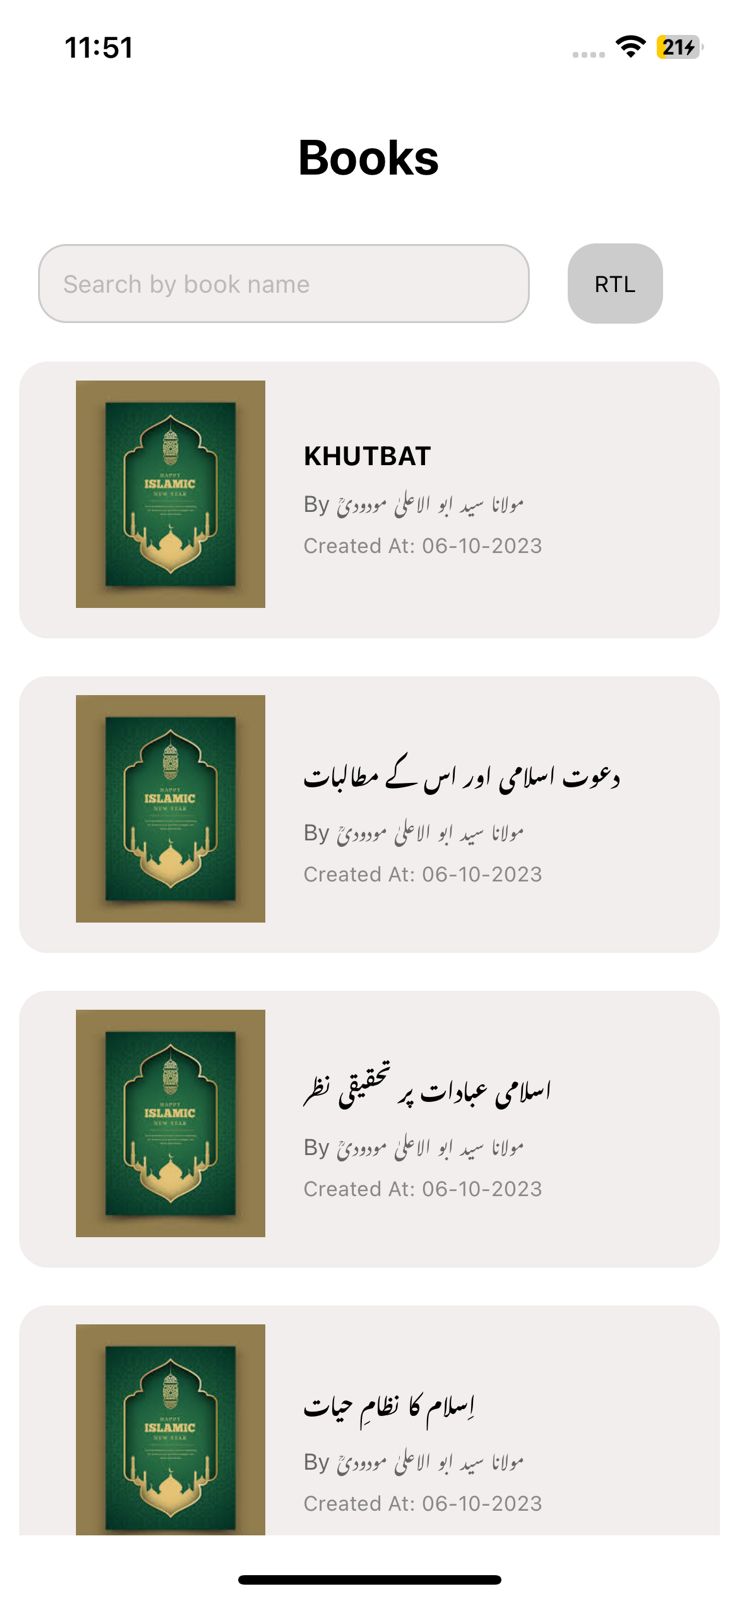 11:51
21
Books
Search by book name
RTL
HAPPY
ISLAMIC
NEW YEAR
KHUTBAT
By مولانا سید ابو الاعلیٰ مودودیؒ
Created At: 06-10-2023
HAPPY
ISLAMIC
NEW YEAR
دعوت اسلامی اور اس کے مطالبات
By مولانا سید ابو الاعلیٰ مودودیؒ
Created At: 06-10-2023
HAPPY
ISLAMIC
NEW YEAR
اسلامی عبادات پر تحقیقی نظر
By مولانا سید ابو الاعلیٰ مودودیؒ
Created At: 06-10-2023
HAPPY
ISLAMIC
NEW YEAR
اِسلام کا نظامِ حیات
By مولانا سید ابو الاعلیٰ مودودیؒ
Created At: 06-10-2023